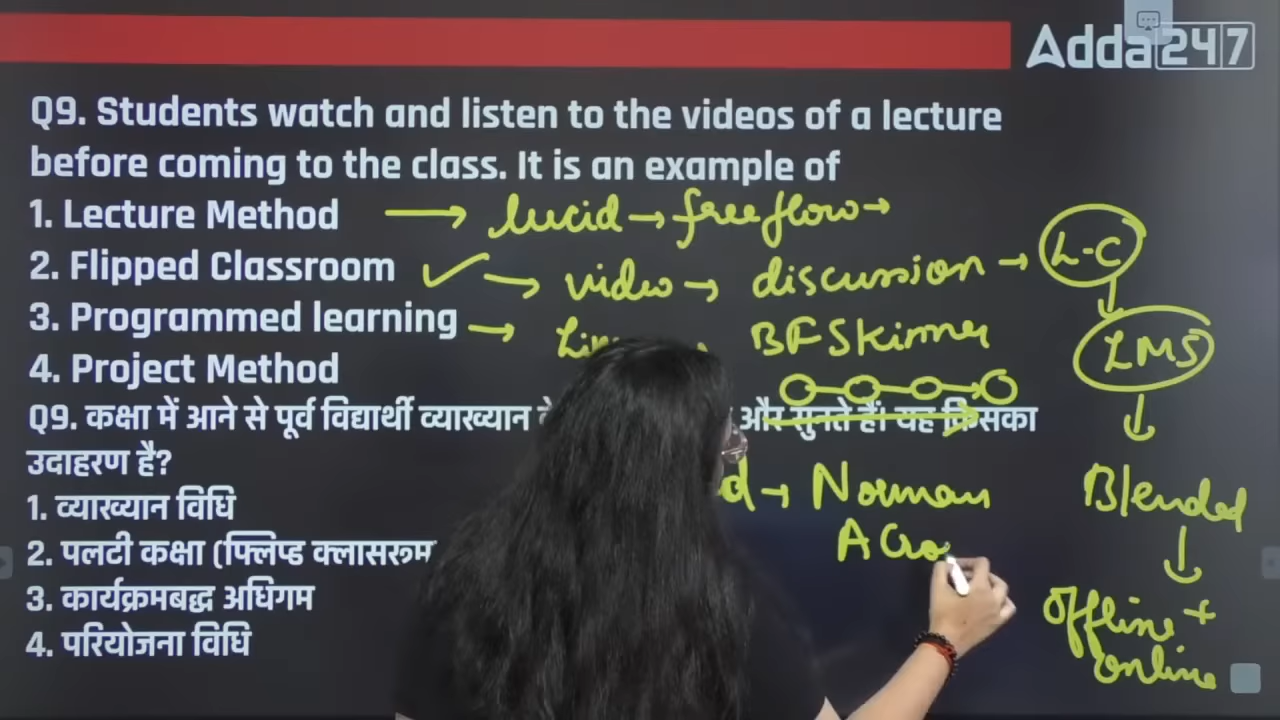 Adda247
Q9. Students watch and listen to the videos of a lecture
before coming to the class. It is an example of
1. Lecture Method → lucid → freeflow →
2. Flipped Classroom ✓ → video → discussion → L-C
3. Programmed learning → BF Skinner
LMS
4. Project Method
Q9. कक्षा में आने से पूर्व विद्यार्थी व्याख्यान और सुनते हैं। यह किसका
उदाहरण है?
Norman
Blended
1. व्याख्यान विधि
A Cro
2. पलटी कक्षा (फ्लिप्ड क्लासरूम
3. कार्यक्रमबद्ध अधिगम
Offline +
online
4. परियोजना विधि